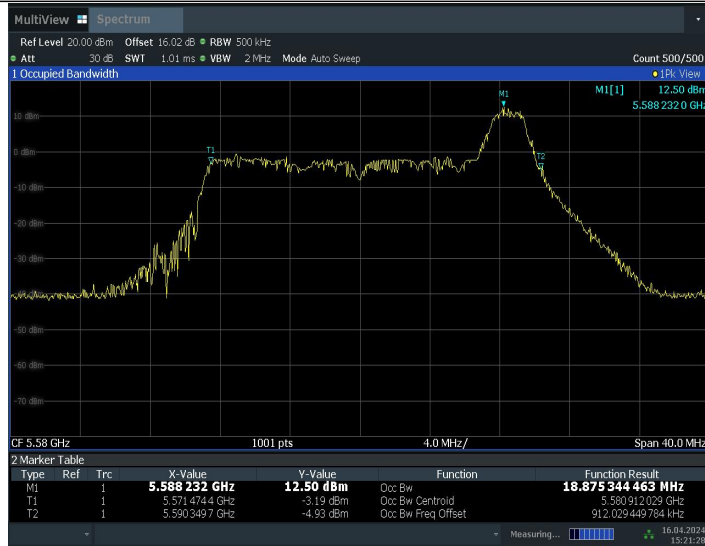 MultiView Spectrum
Ref Level 20.00 dBm Offset 16.02 dB RBW 500 kHz
Att 30 dB SWT 1.01 ms VBW 2 MHz Mode Auto Sweep Count 500/500
1 Occupied Bandwidth 1Pk View
M1[1] 12.50 dBm
5.588 232 0 GHz
M1
10 dBm
T1
T2
0 dBm
-10 dBm
-20 dBm
-30 dBm
-50 dBm
-60 dBm
-70 dBm
CF 5.58 GHz 1001 pts 4.0 MHz/ Span 40.0 MHz
2 Marker Table
Type Ref Trc X-Value Y-Value Function Function Result
M1 1 5.588 232 GHz 12.50 dBm Occ Bw 18.875 344 463 MHz
T1 1 5.571 474 4 GHz -3.19 dBm Occ Bw Centroid 5.580 912 029 GHz
T2 1 5.590 349 7 GHz -4.93 dBm Occ Bw Freq Offset 912.029 449 784 kHz
Measuring... 16.04.2024
15:21:28